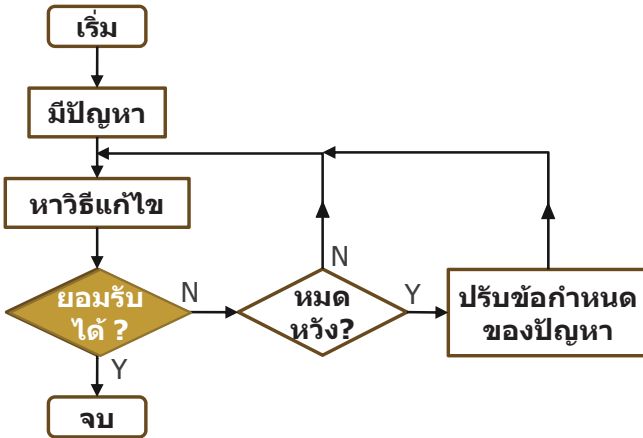 เริ่ม
มีปัญหา
หาวิธีแก้ไข
ยอมรับ
ได้ ?
N
Y
จบ
หมด
หวัง?
N
Y
ปรับข้อกำหนด
ของปัญหา